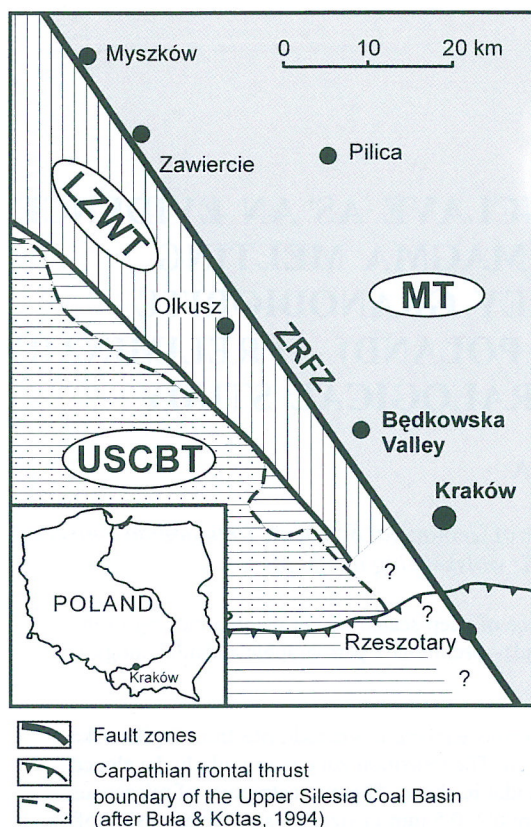 Myszków
0 10 20 km
Zawiercie
Pilica
LZWT
MT
Olkusz
ZRFZ
Będkowska
Valley
USCBT
Kraków
?
POLAND
Kraków
?
Rzeszotary
?
Fault zones
Carpathian frontal thrust
boundary of the Upper Silesia Coal Basin
(after Buła & Kotas, 1994)